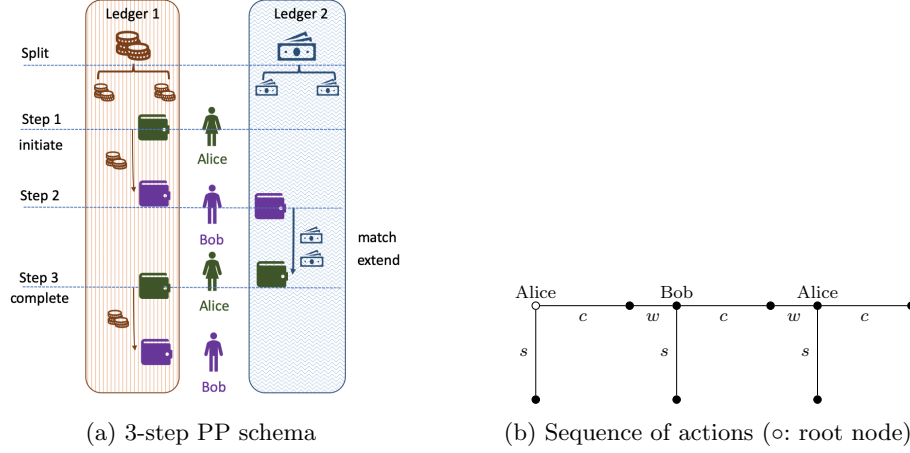 Ledger 1
Ledger 2
Split
Step 1
initiate
Alice
Step 2
Bob
match
extend
Step 3
complete
Alice
Bob
(a) 3-step PP schema
Alice
Bob
Alice
c
w
c
w
c
s
s
s
(b) Sequence of actions (○: root node)